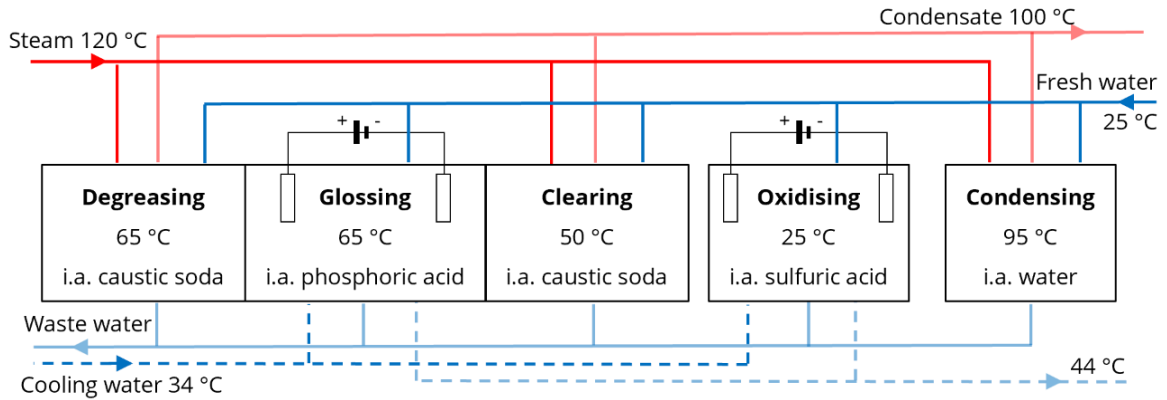 Condensate 100 °C
Steam 120 °C
Fresh water
25 °C
+ -
+ -
Degreasing
65 °C
i.a. caustic soda
Glossing
65 °C
i.a. phosphoric acid
Clearing
50 °C
i.a. caustic soda
Oxidising
25 °C
i.a. sulfuric acid
Condensing
95 °C
i.a. water
Waste water
Cooling water 34 °C
44 °C